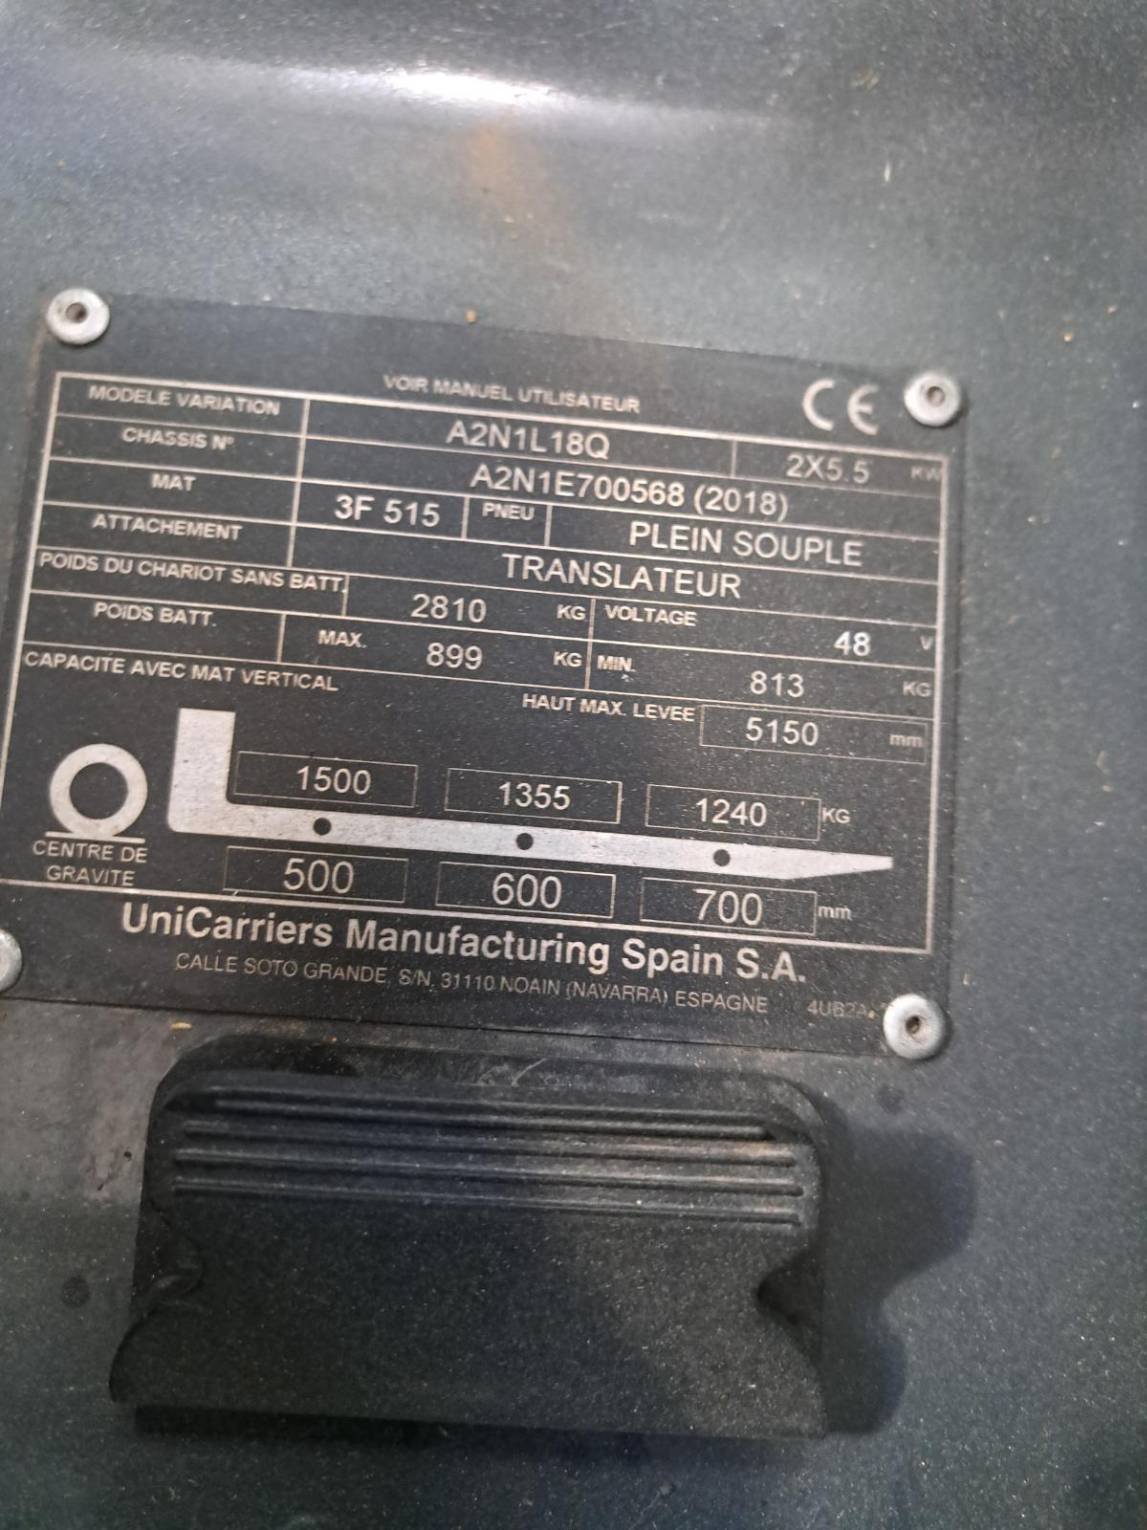 VOIR MANUEL UTILISATEUR CE
MODELE VARIATION A2N1L18Q 2X5.5 KW
CHASSIS Nº A2N1E700568 (2018)
MAT 3F 515 PNEU PLEIN SOUPLE
ATTACHEMENT TRANSLATEUR
POIDS DU CHARIOT SANS BATT. 2810 KG VOLTAGE 48 V
POIDS BATT. MAX. 899 KG MIN. 813 KG
CAPACITE AVEC MAT VERTICAL HAUT MAX. LEVEE 5150 mm
1500 1355 1240 KG
CENTRE DE
GRAVITE
500 600 700 mm
UniCarriers Manufacturing Spain S.A.
CALLE SOTO GRANDE, S/N, 31110 NOAIN (NAVARRA) ESPAGNE